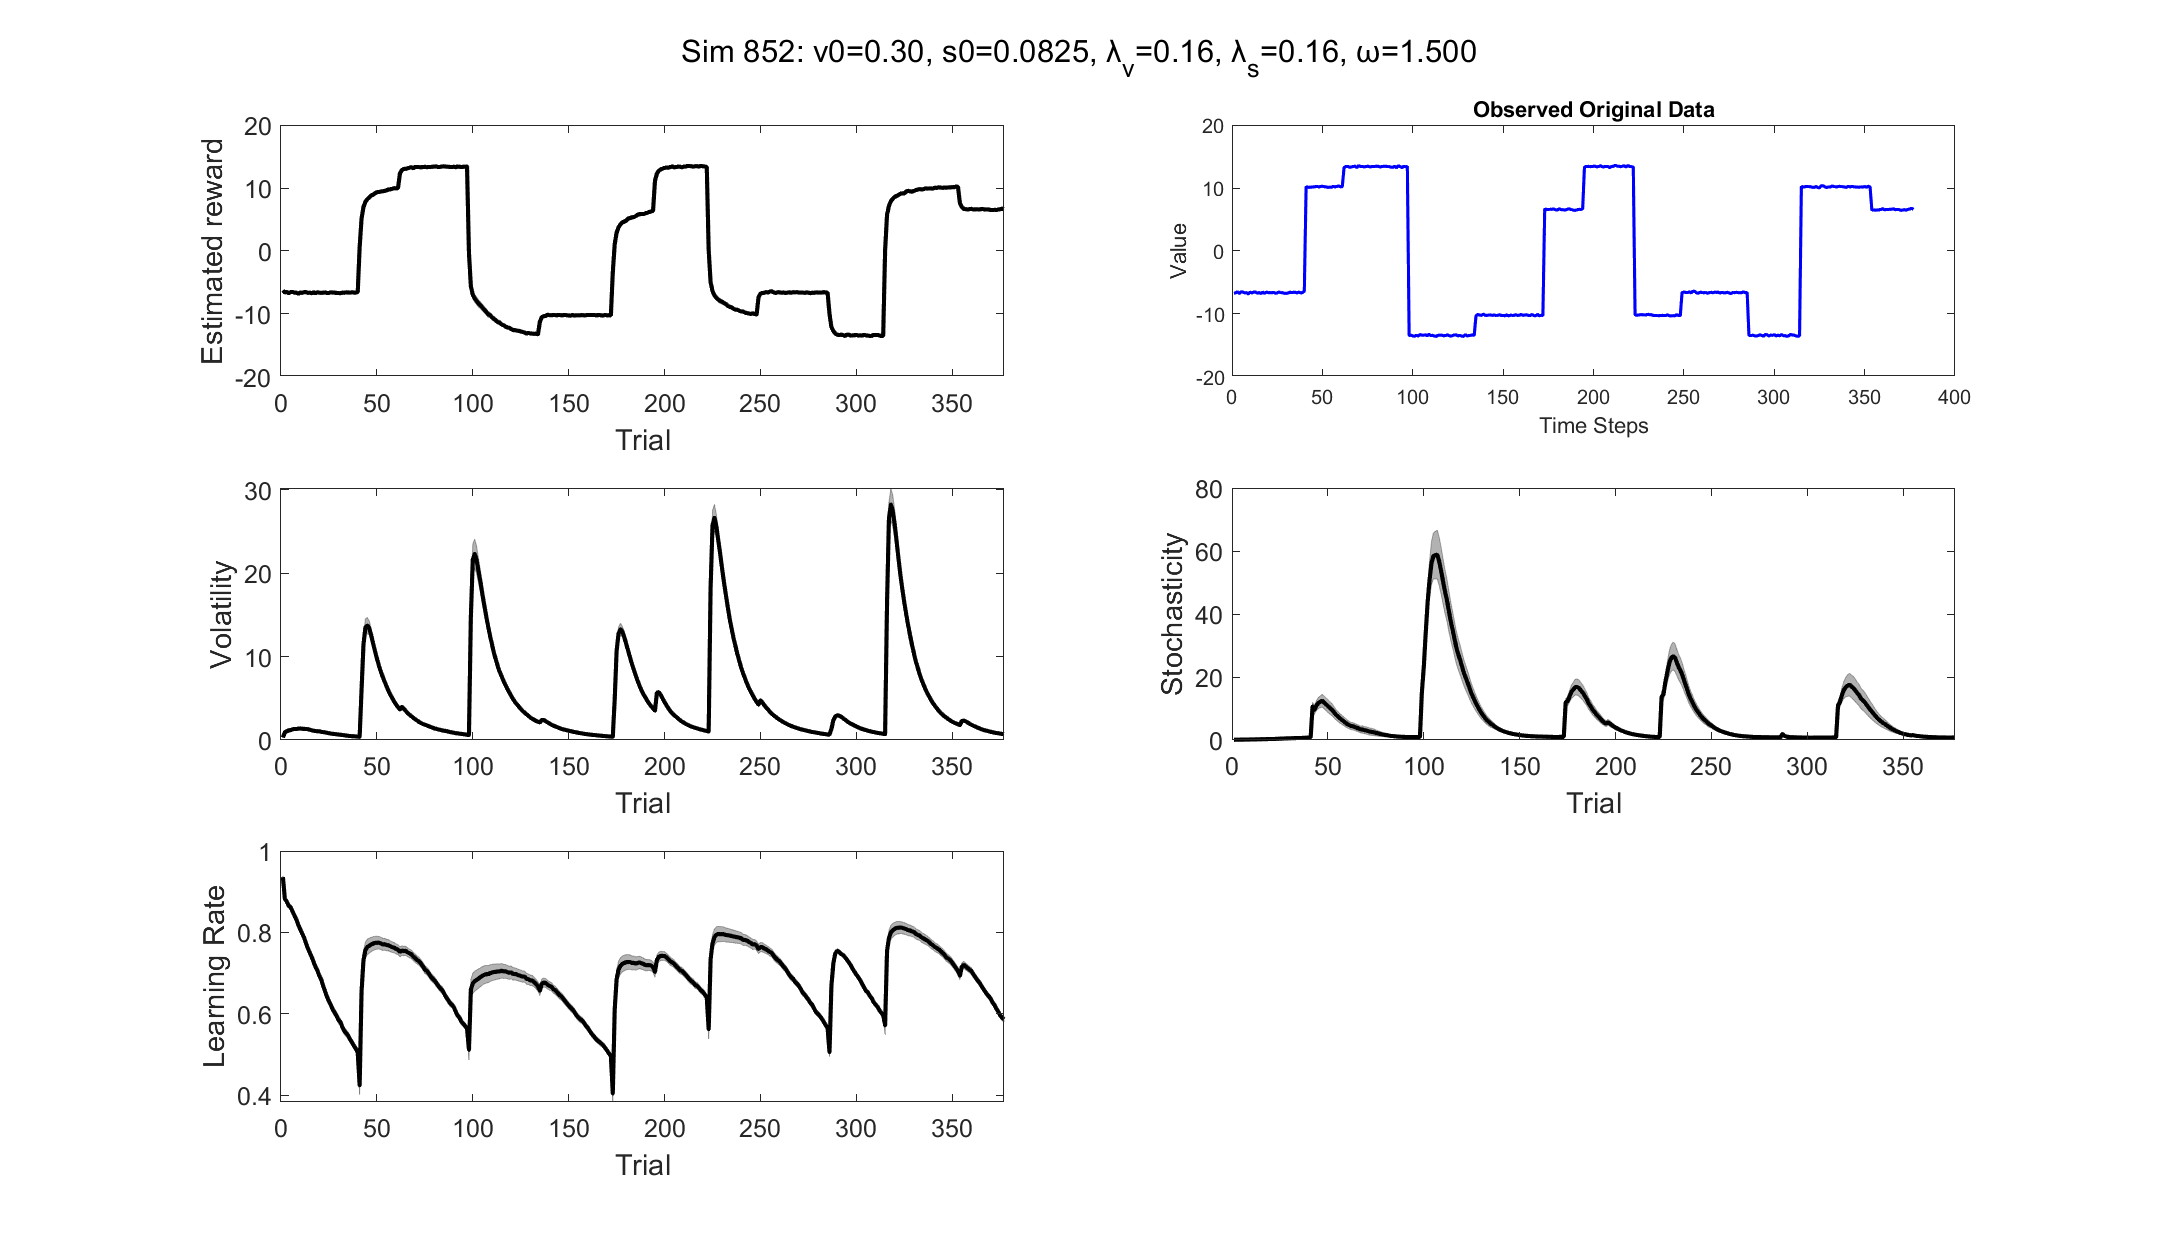 Sim 852: v0=0.30, s0=0.0825, λv=0.16, λs=0.16, ω=1.500
20
10
0
-10
-20
Estimated reward
0 50 100 150 200 250 300 350
Trial
Observed Original Data
20
10
0
-10
-20
Value
0 50 100 150 200 250 300 350 400
Time Steps
30
20
10
0
Volatility
0 50 100 150 200 250 300 350
Trial
80
60
40
20
0
Stochasticity
0 50 100 150 200 250 300 350
Trial
1
0.8
0.6
0.4
Learning Rate
0 50 100 150 200 250 300 350
Trial